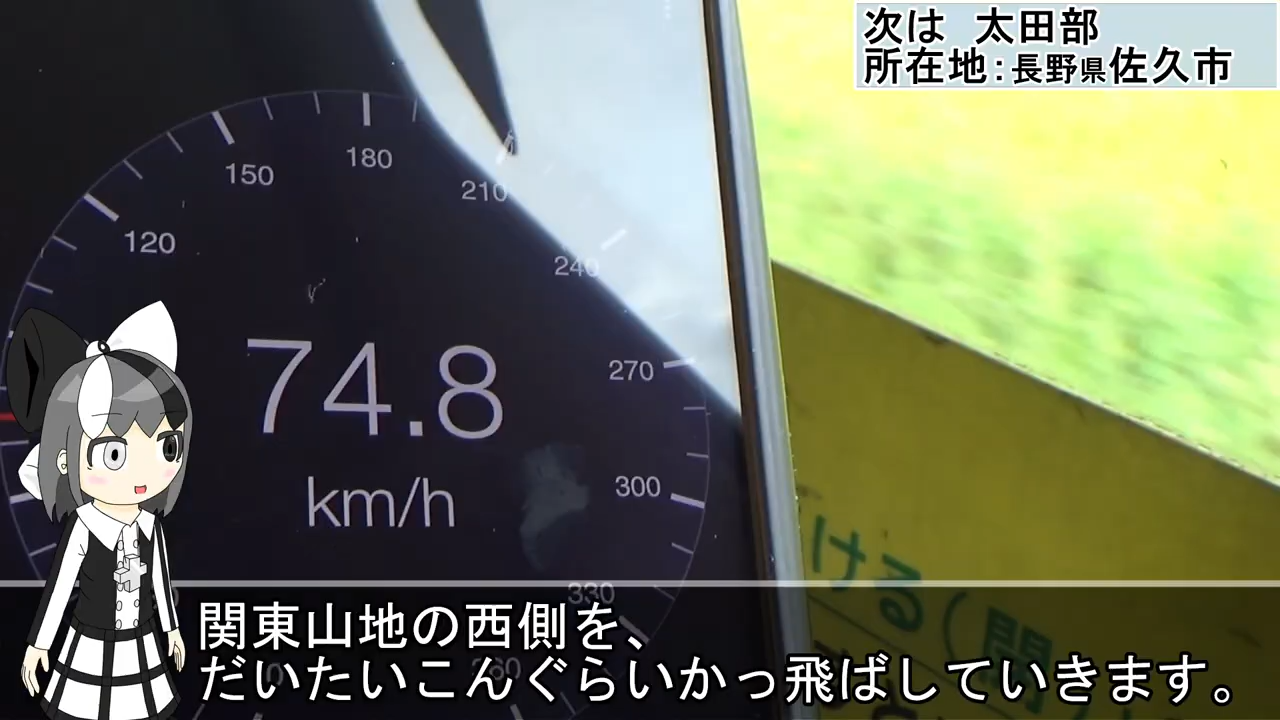 次は 太田部
所在地：長野県佐久市
150
180
210
120
240
74.8
270
km/h
300
330
ける(開
関東山地の西側を、
だいたいこんぐらいかっ飛ばしていきます。